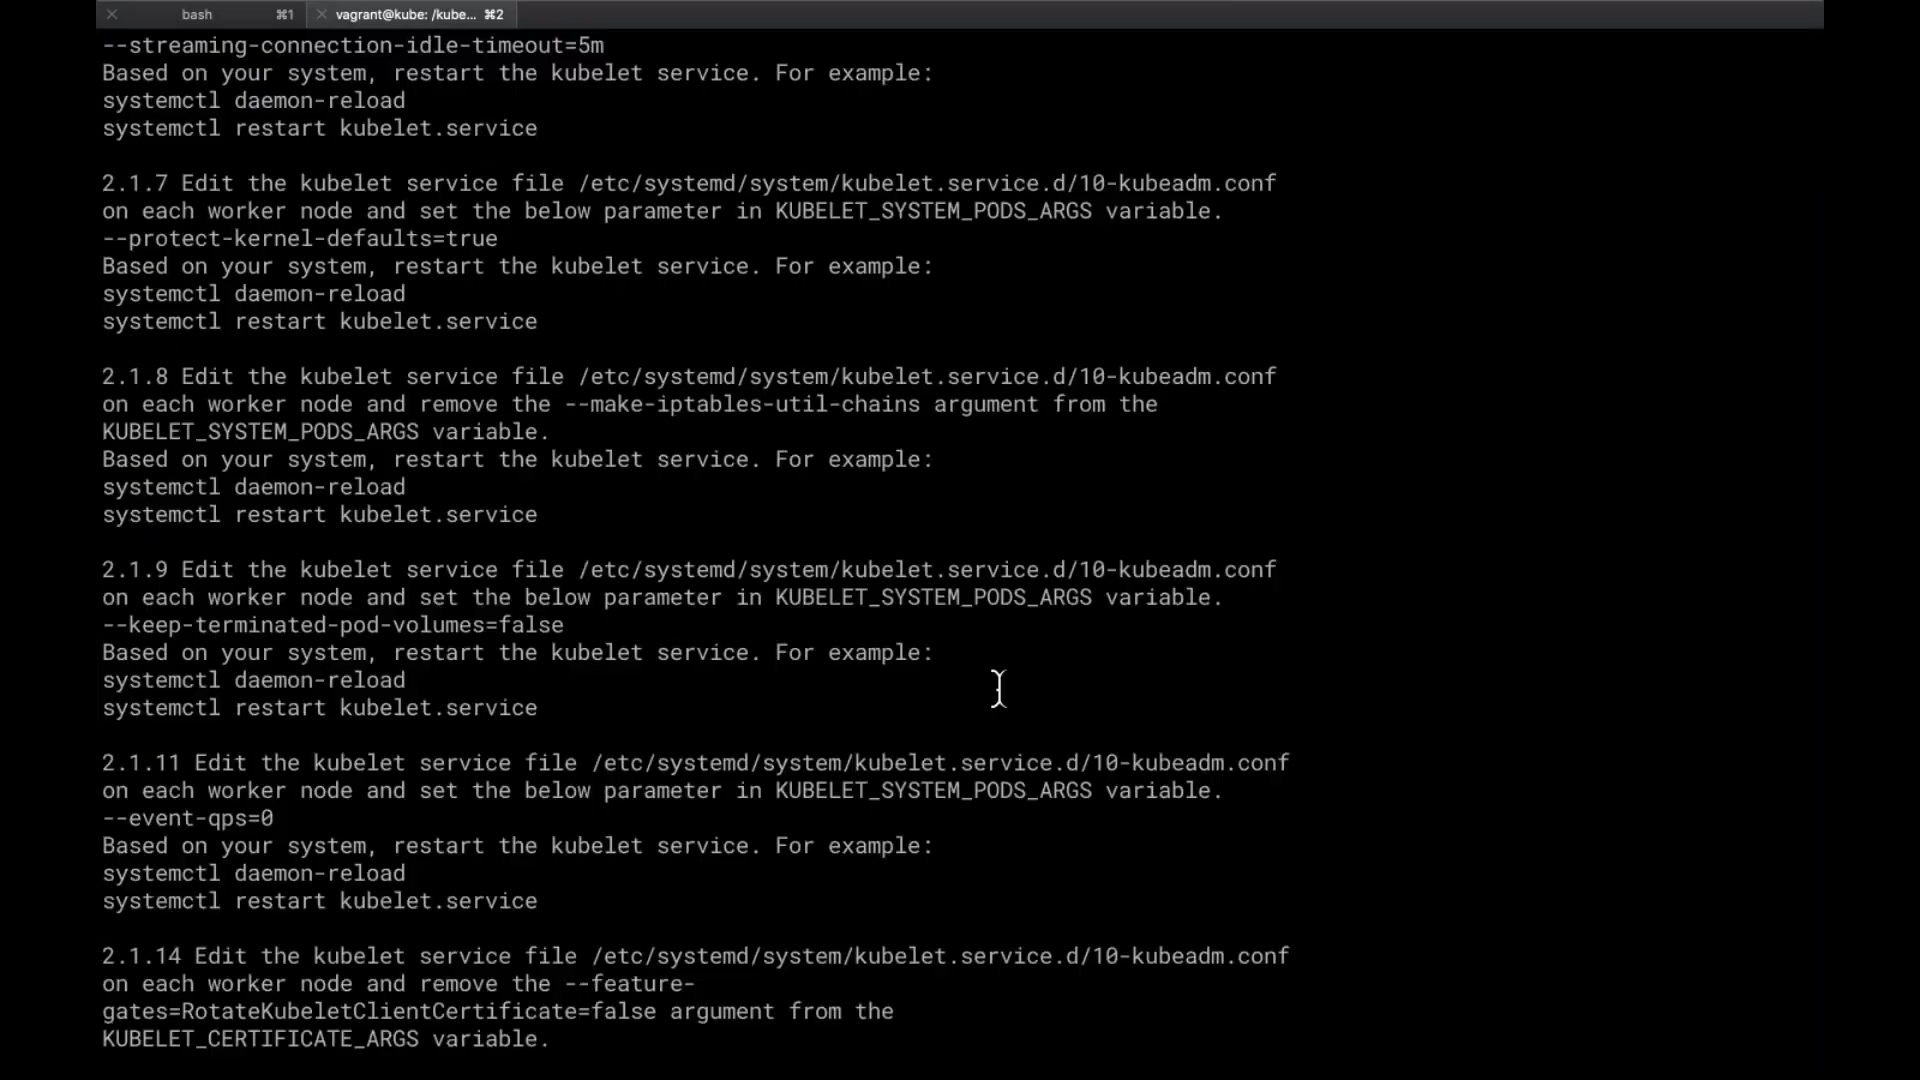 bash ⌘1 vagrant@kube: /kube... ⌘2
--streaming-connection-idle-timeout=5m
Based on your system, restart the kubelet service. For example:
systemctl daemon-reload
systemctl restart kubelet.service
2.1.7 Edit the kubelet service file /etc/systemd/system/kubelet.service.d/10-kubeadm.conf
on each worker node and set the below parameter in KUBELET_SYSTEM_PODS_ARGS variable.
--protect-kernel-defaults=true
Based on your system, restart the kubelet service. For example:
systemctl daemon-reload
systemctl restart kubelet.service
2.1.8 Edit the kubelet service file /etc/systemd/system/kubelet.service.d/10-kubeadm.conf
on each worker node and remove the --make-iptables-util-chains argument from the
KUBELET_SYSTEM_PODS_ARGS variable.
Based on your system, restart the kubelet service. For example:
systemctl daemon-reload
systemctl restart kubelet.service
2.1.9 Edit the kubelet service file /etc/systemd/system/kubelet.service.d/10-kubeadm.conf
on each worker node and set the below parameter in KUBELET_SYSTEM_PODS_ARGS variable.
--keep-terminated-pod-volumes=false
Based on your system, restart the kubelet service. For example:
systemctl daemon-reload
systemctl restart kubelet.service
2.1.11 Edit the kubelet service file /etc/systemd/system/kubelet.service.d/10-kubeadm.conf
on each worker node and set the below parameter in KUBELET_SYSTEM_PODS_ARGS variable.
--event-qps=0
Based on your system, restart the kubelet service. For example:
systemctl daemon-reload
systemctl restart kubelet.service
2.1.14 Edit the kubelet service file /etc/systemd/system/kubelet.service.d/10-kubeadm.conf
on each worker node and remove the --feature-
gates=RotateKubeletClientCertificate=false argument from the
KUBELET_CERTIFICATE_ARGS variable.